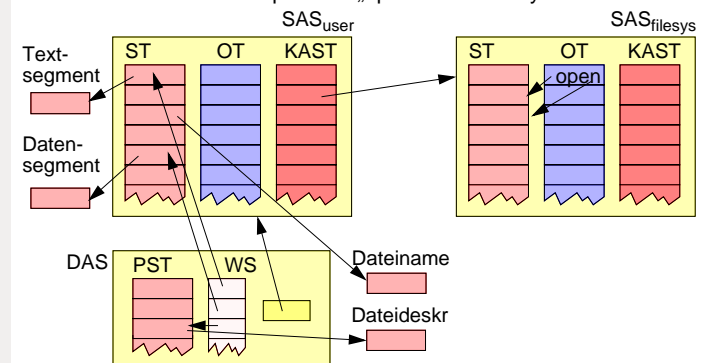 SASuser
SASfilesys
Text-
segment
ST OT KAST
ST OT KAST
open
Daten-
segment
DAS
PST WS
Dateiname
Dateideskr